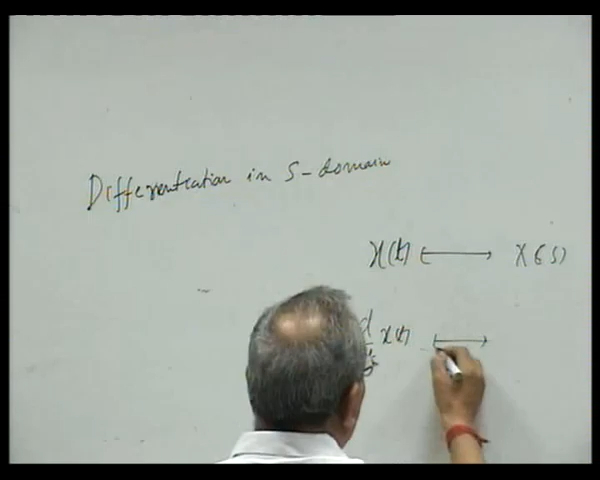 Differentiation in S-domain
x(t) ⟷ X(s)
d x(t) ⟷